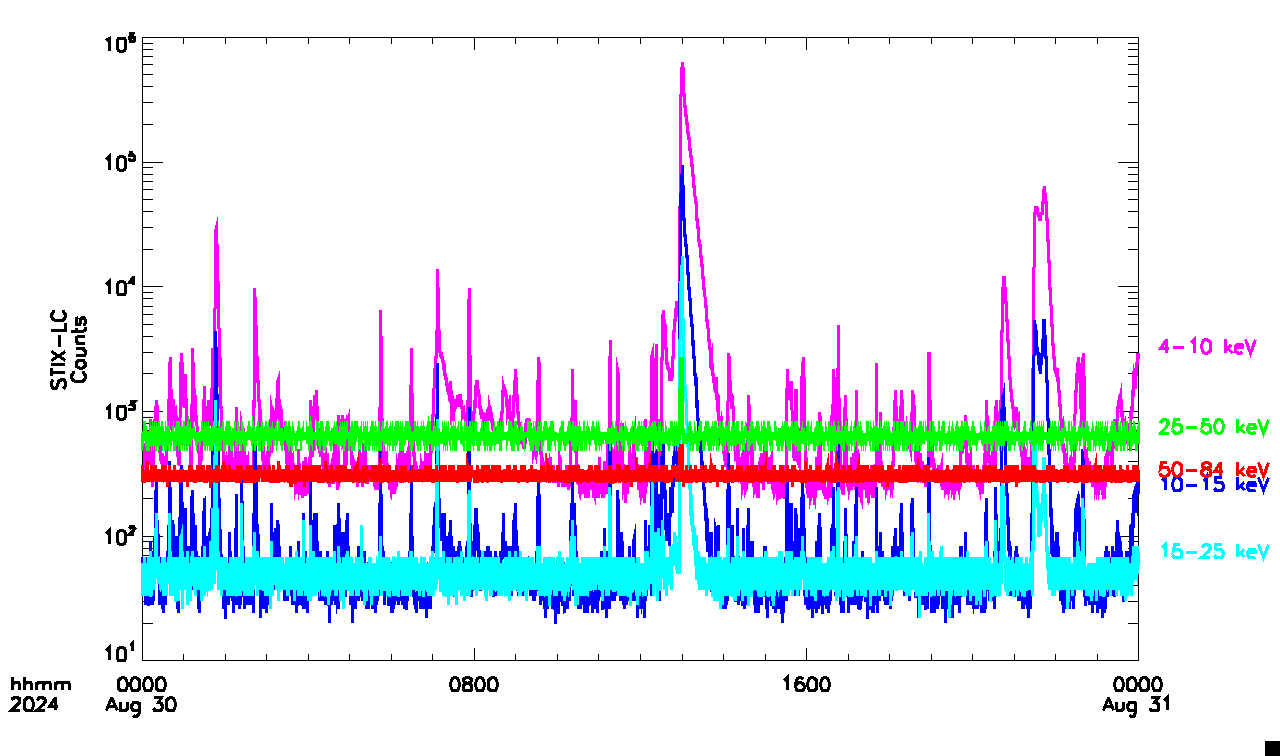 10^6
10^5
10^4
10^3
10^2
10^1
STIX-LC
Counts
4-10 keV
25-50 keV
50-84 keV
10-15 keV
15-25 keV
hhmm 0000 0800 1600 0000
2024 Aug 30 Aug 31